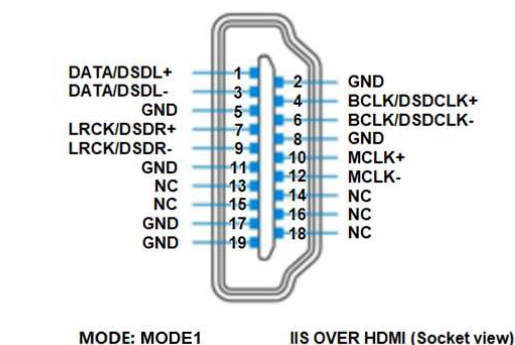 DATA/DSDL+ 1
2 GND
DATA/DSDL- 3
4 BCLK/DSDCLK+
GND 5
6 BCLK/DSDCLK-
LRCK/DSDR+ 7
8 GND
LRCK/DSDR- 9
10 MCLK+
GND 11
12 MCLK-
NC 13
14 NC
NC 15
16 NC
GND 17
18 NC
GND 19
MODE: MODE1 IIS OVER HDMI (Socket view)